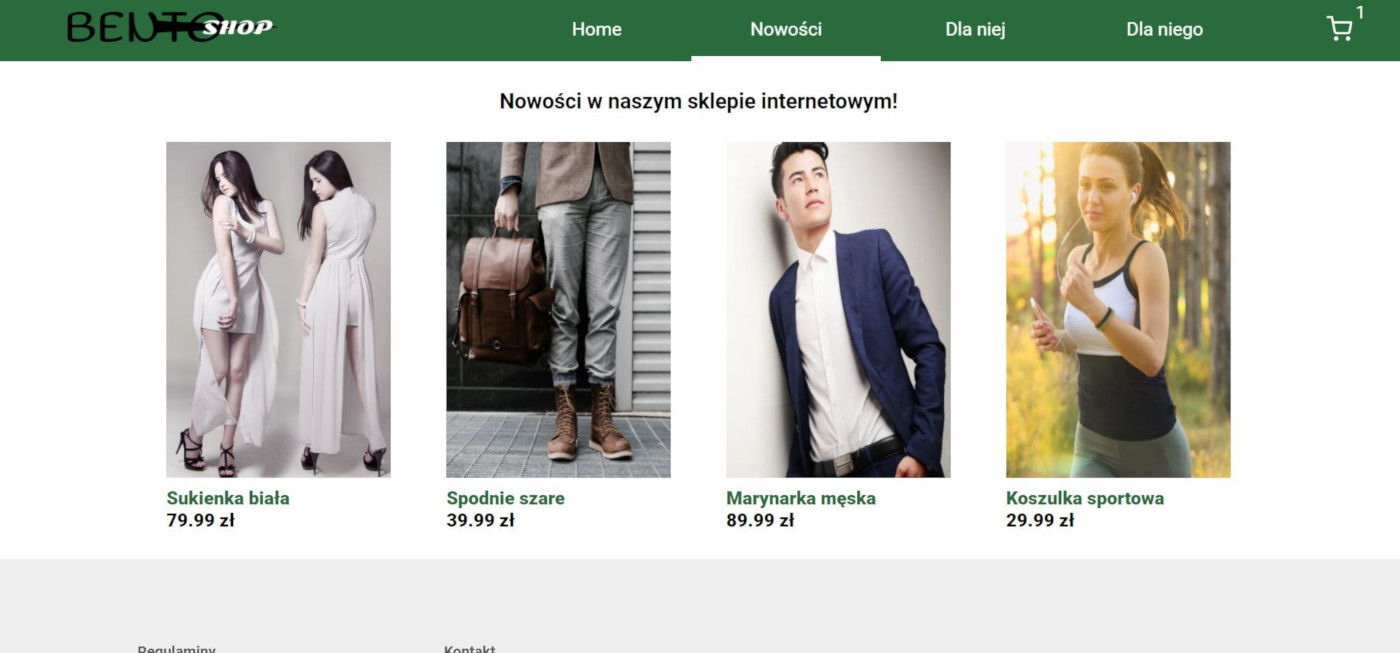 BENTO SHOP
Home
Nowości
Dla niej
Dla niego
1
Nowości w naszym sklepie internetowym!
Sukienka biała
79.99 zł
Spodnie szare
39.99 zł
Marynarka męska
89.99 zł
Koszulka sportowa
29.99 zł
Regulaminy
Kontakt